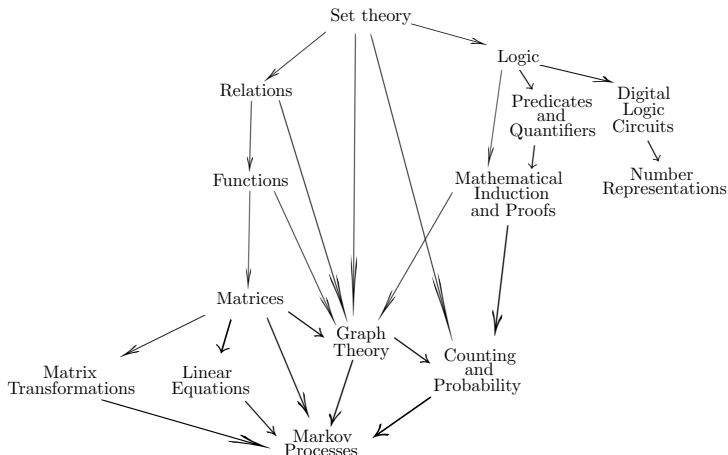 Set theory
Logic
Relations
Predicates
and
Quantifiers
Digital
Logic
Circuits
Functions
Mathematical
Induction
and Proofs
Number
Representations
Matrices
Graph
Theory
Counting
and
Probability
Matrix
Transformations
Linear
Equations
Markov
Processes